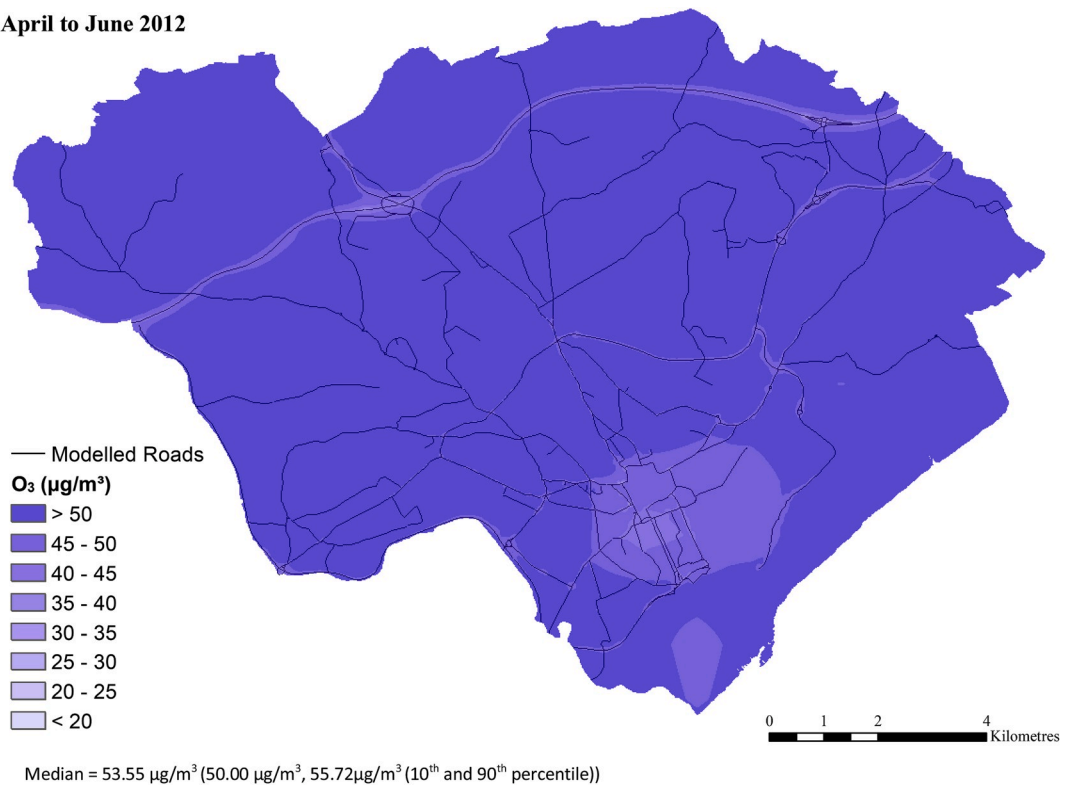 April to June 2012
Modelled Roads
O₃ (µg/m³)
> 50
45 - 50
40 - 45
35 - 40
30 - 35
25 - 30
20 - 25
< 20
0 1 2 4
Kilometres
Median = 53.55 µg/m³ (50.00 µg/m³, 55.72µg/m³ (10th and 90th percentile))